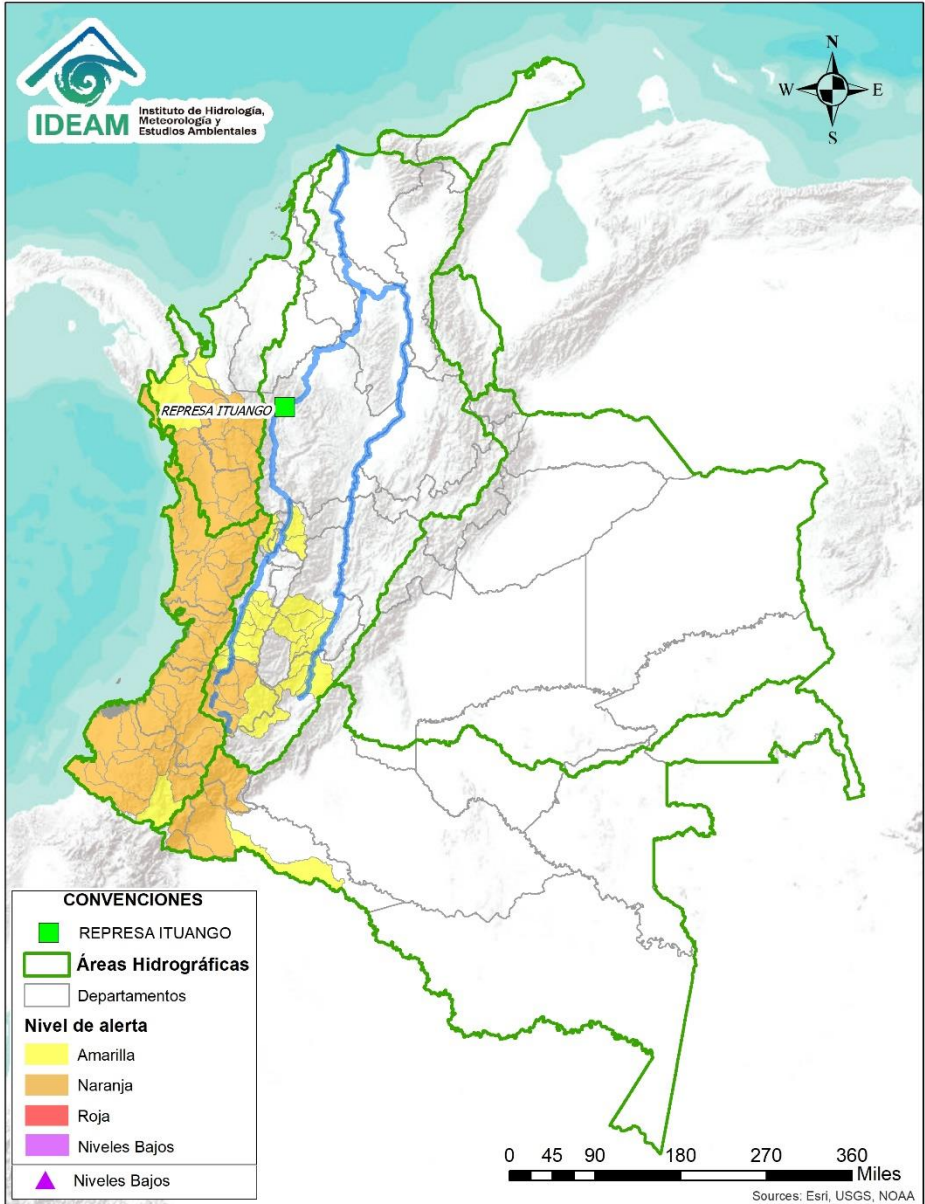 IDEAM
Instituto de Hidrología,
Meteorología y
Estudios Ambientales
N
W
E
S
REPRESA ITUANGO
CONVENCIONES
REPRESA ITUANGO
Áreas Hidrográficas
Departamentos
Nivel de alerta
Amarilla
Naranja
Roja
Niveles Bajos
Niveles Bajos
0 45 90 180 270 360
Miles
Sources: Esri, USGS, NOAA